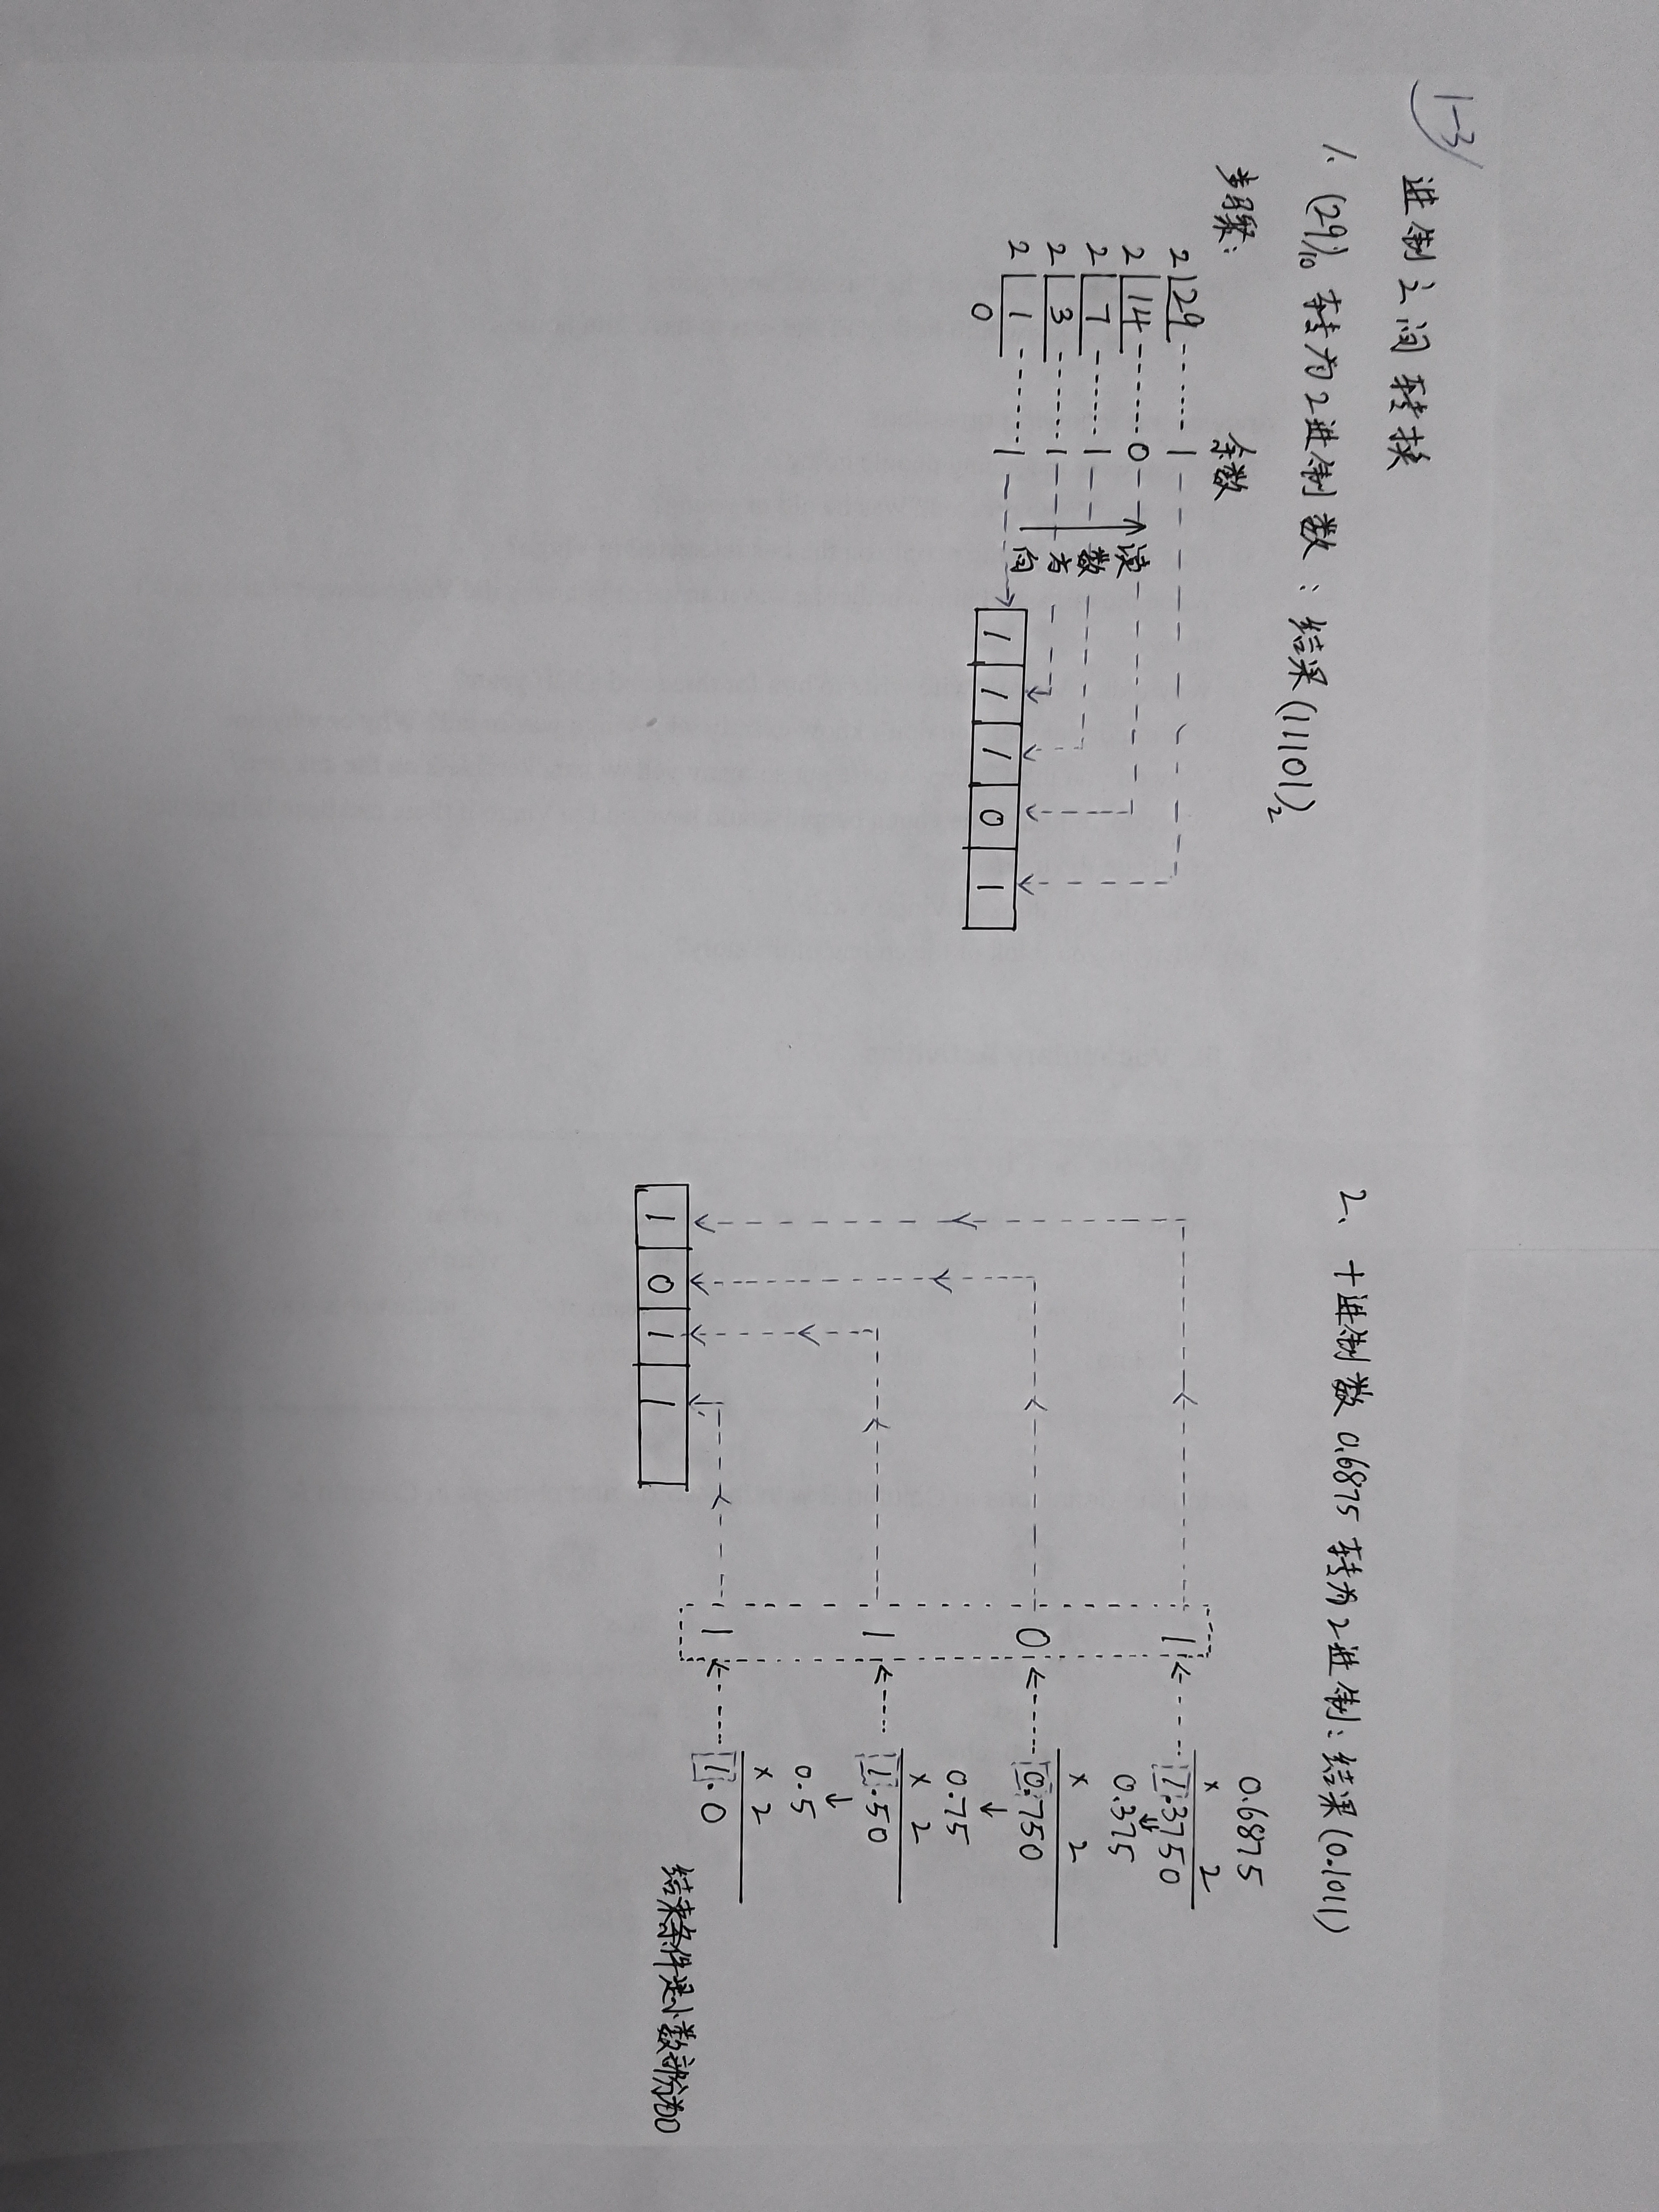 1-3
进制之间转换
1. (29)10 转为2进制数：结果(11101)2
步骤：余数
2 29 1
2 14 0
2 7 1
2 3 1
2 1 1
0
读数方向
1 1 1 0 1
2、十进制数 0.6875 转为2进制：结果(0.1011)
0.6875
× 2
1 1.3750
0.375
× 2
0 0.750
0.75
× 2
1 1.50
0.5
× 2
1 1.0
1 0 1 1
结束条件是小数部分为0